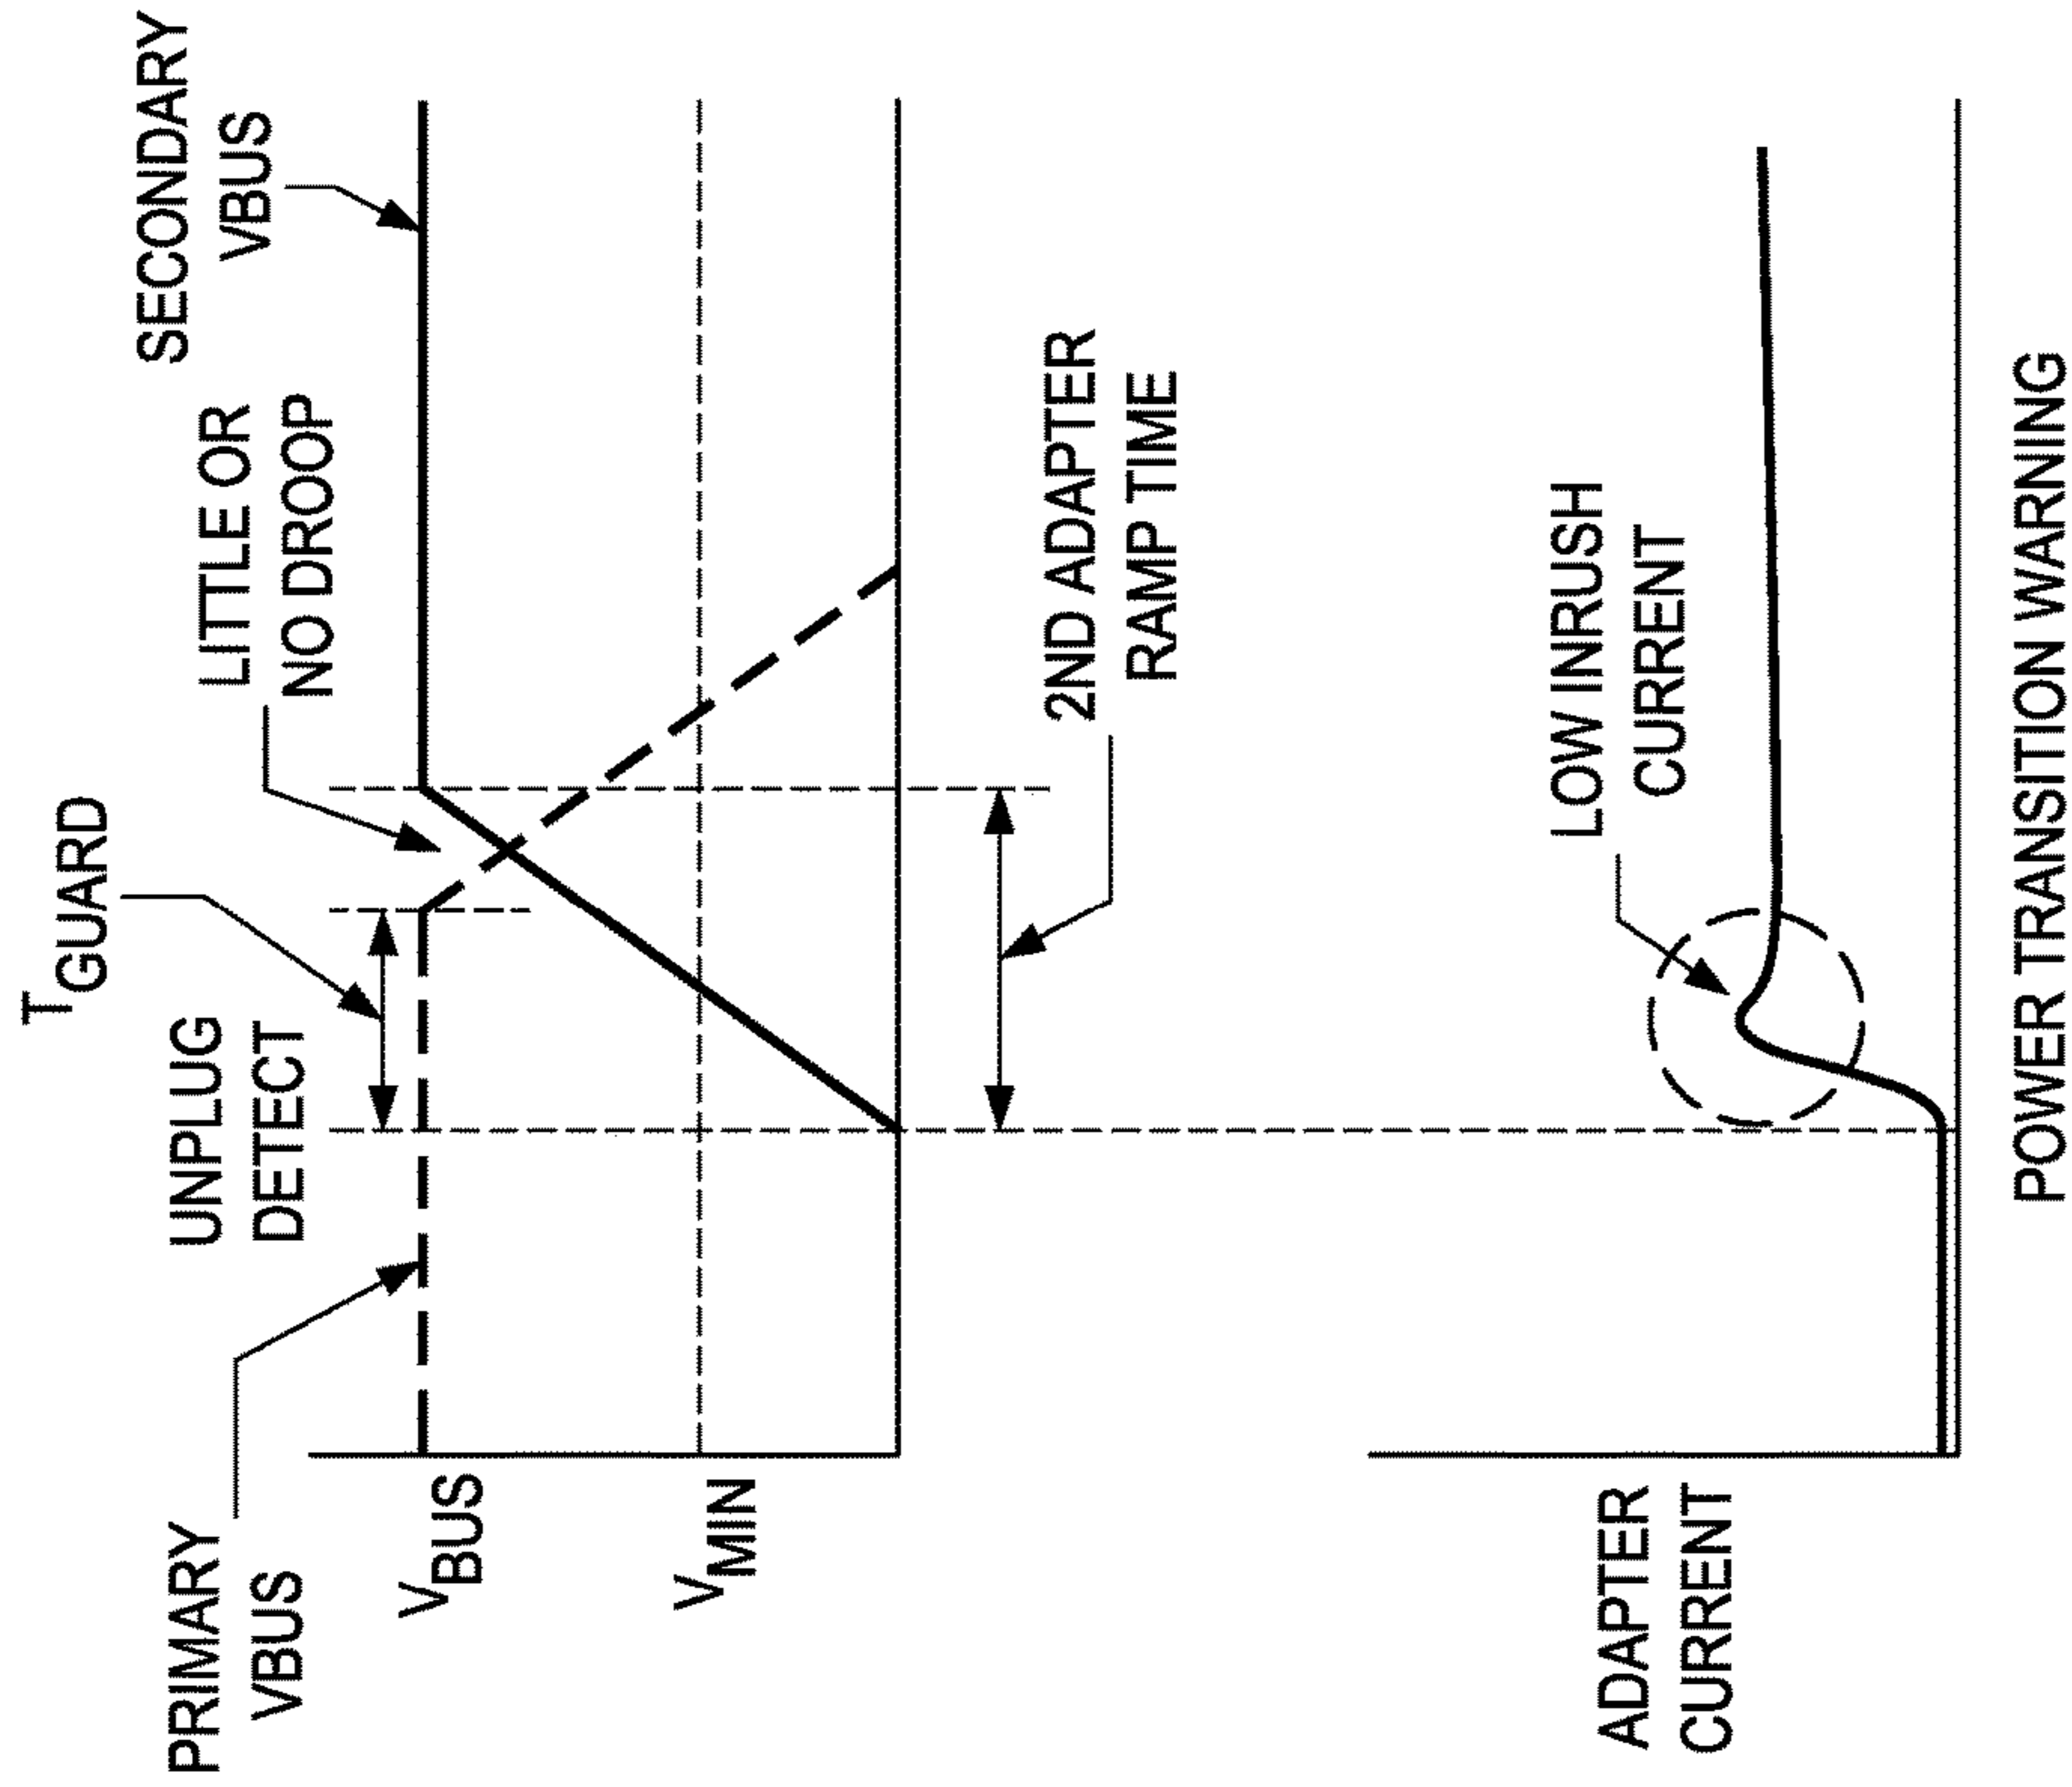 T GUARD
UNPLUG
DETECT
LITTLE OR
NO DROOP
SECONDARY
VBUS
PRIMARY
VBUS
V BUS
V MIN
2ND ADAPTER
RAMP TIME
LOW INRUSH
CURRENT
ADAPTER
CURRENT
POWER TRANSITION WARNING